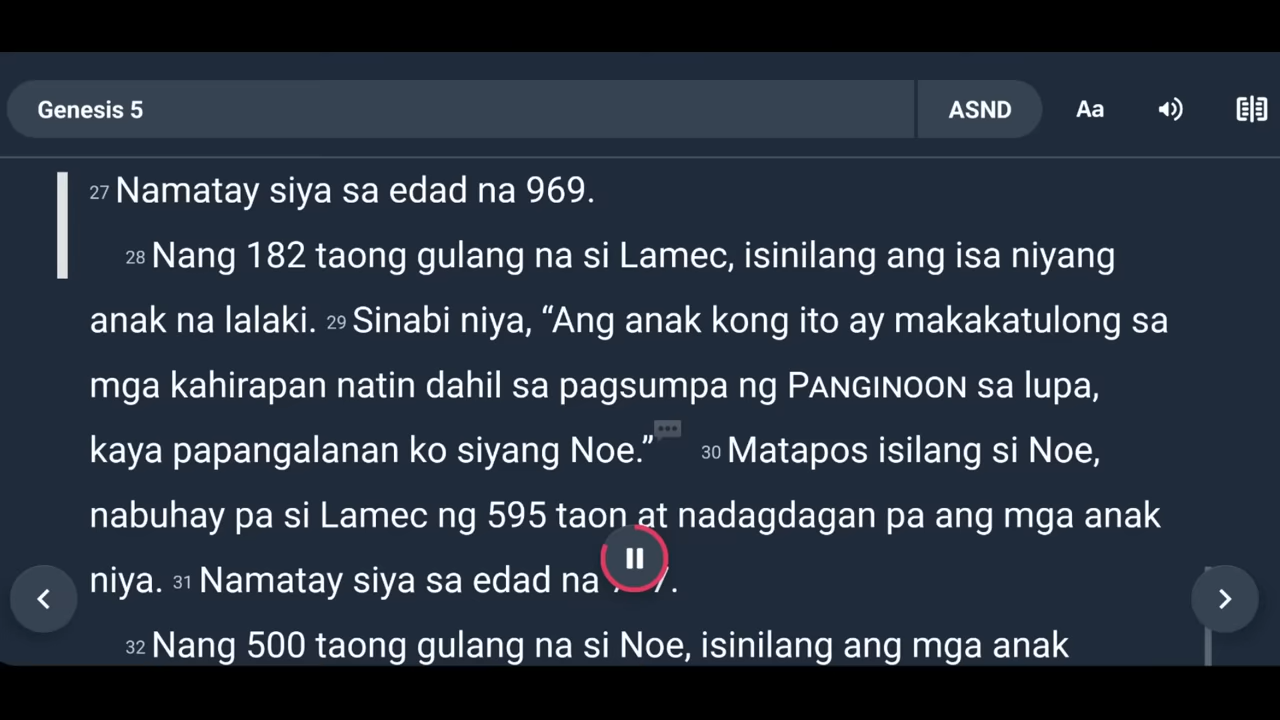 Genesis 5
ASND
Aa
27 Namatay siya sa edad na 969.
28 Nang 182 taong gulang na si Lamec, isinilang ang isa niyang
anak na lalaki. 29 Sinabi niya, “Ang anak kong ito ay makakatulong sa
mga kahirapan natin dahil sa pagsumpa ng PANGINOON sa lupa,
kaya papangalanan ko siyang Noe.” 30 Matapos isilang si Noe,
nabuhay pa si Lamec ng 595 taon at nadagdagan pa ang mga anak
niya. 31 Namatay siya sa edad na
32 Nang 500 taong gulang na si Noe, isinilang ang mga anak